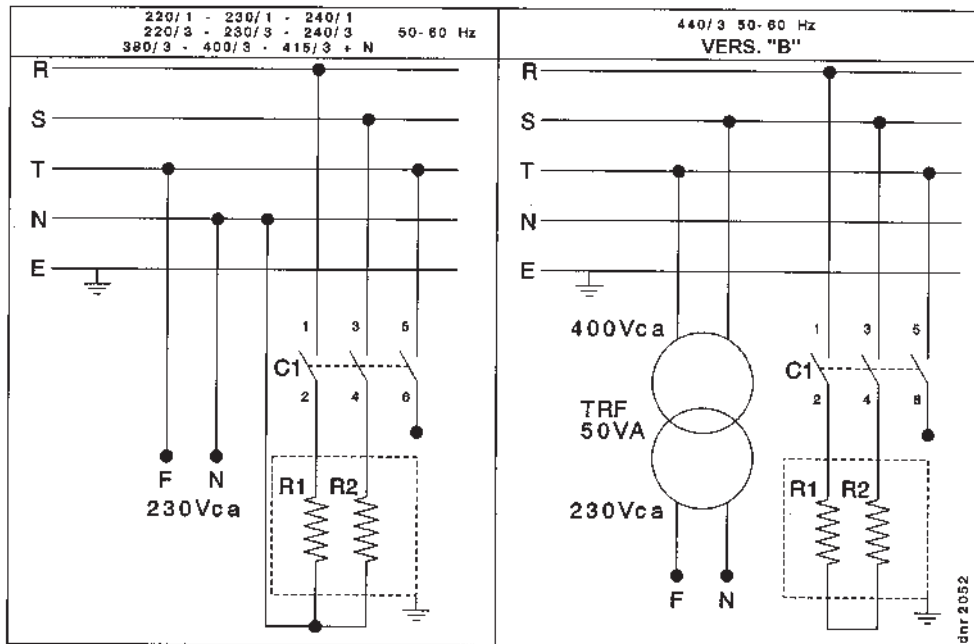 220/1 - 230/1 - 240/1
220/3 - 230/3 - 240/3 50-60 Hz
380/3 - 400/3 - 415/3 + N
R
S
T
N
E
1 3 5
C1
2 4 6
F N
230Vca
R1 R2
440/3 50-60 Hz
VERS. "B"
R
S
T
N
E
400Vca
1 3 5
C1
2 4 6
TRF
50VA
R1 R2
230Vca
F N
dnr 2052